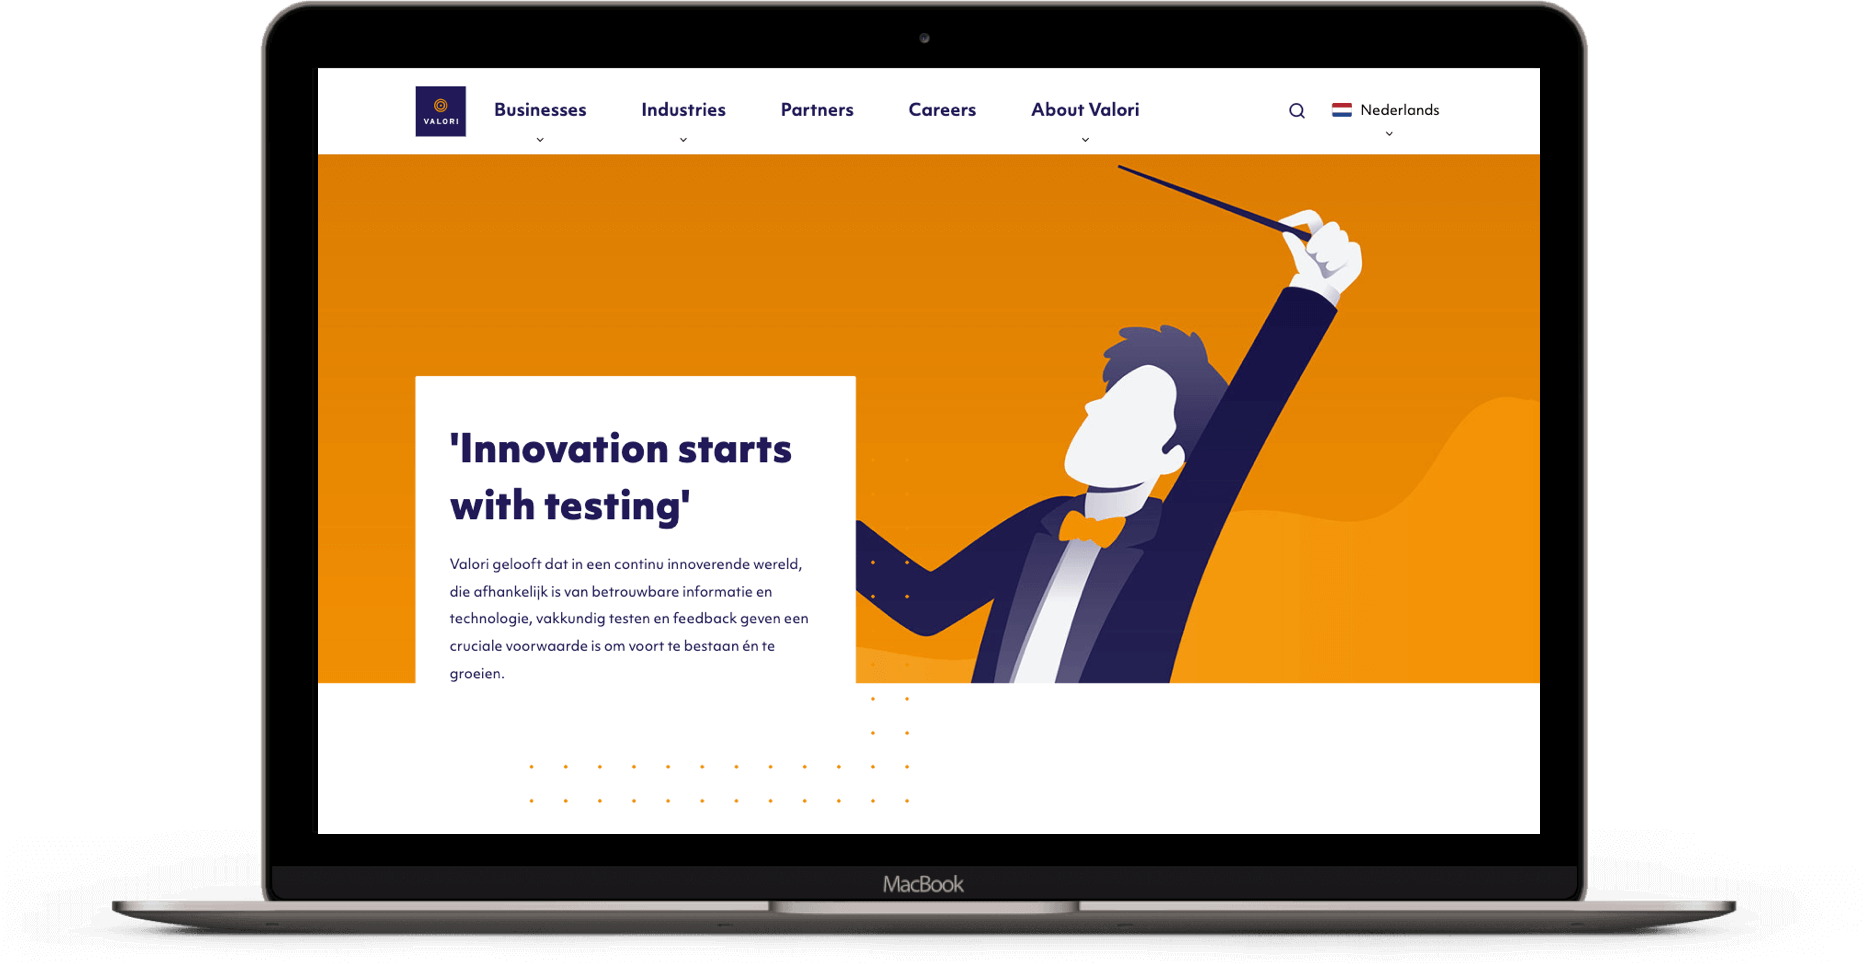 VALORI
Businesses
Industries
Partners
Careers
About Valori
Nederlands
'Innovation starts
with testing'
Valori gelooft dat in een continu innoverende wereld,
die afhankelijk is van betrouwbare informatie en
technologie, vakkundig testen en feedback geven een
cruciale voorwaarde is om voort te bestaan én te
groeien.
MacBook